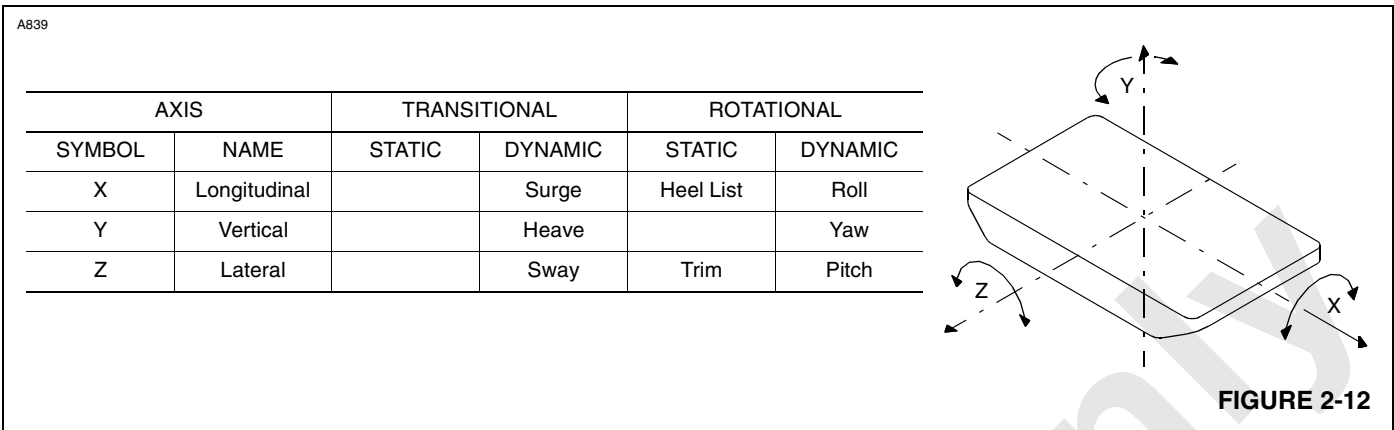 A839
AXIS TRANSITIONAL ROTATIONAL
SYMBOL NAME STATIC DYNAMIC STATIC DYNAMIC
X Longitudinal Surge Heel List Roll
Y Vertical Heave Yaw
Z Lateral Sway Trim Pitch
Y
Z
X
FIGURE 2-12